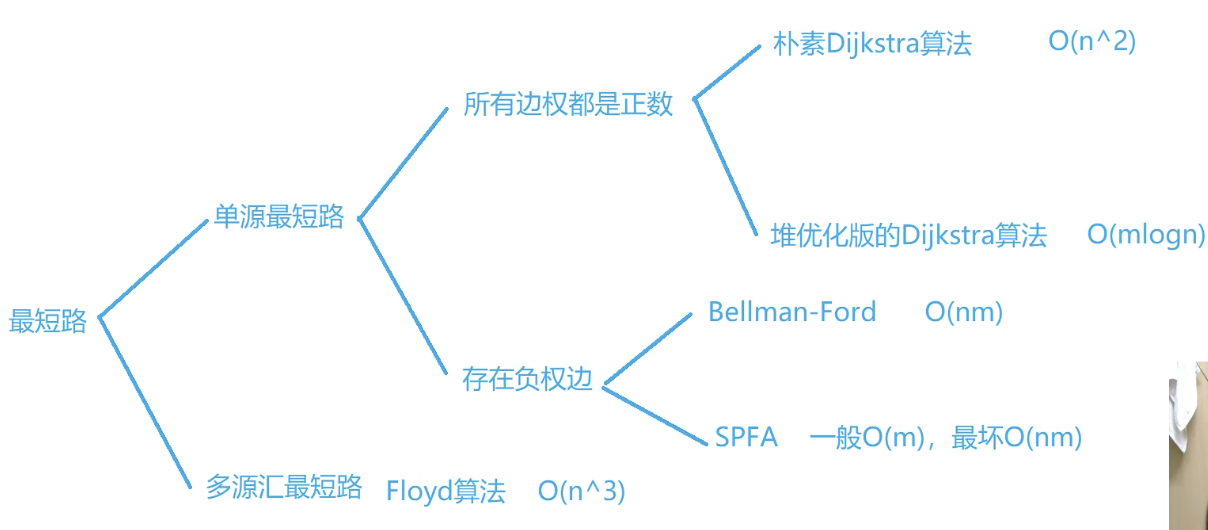 朴素Dijkstra算法 O(n^2)
所有边权都是正数
单源最短路
堆优化版的Dijkstra算法 O(mlogn)
最短路
Bellman-Ford O(nm)
存在负权边
SPFA 一般O(m)，最坏O(nm)
多源汇最短路 Floyd算法 O(n^3)